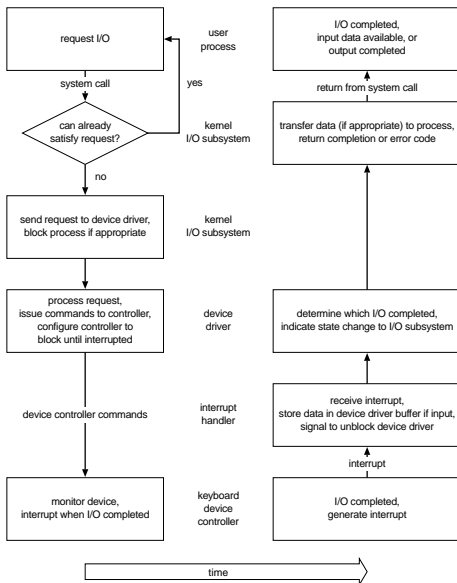 request I/O
user
process
I/O completed,
input data available, or
output completed
system call
yes
return from system call
can already
satisfy request?
kernel
I/O subsystem
transfer data (if appropriate) to process,
return completion or error code
no
send request to device driver,
block process if appropriate
kernel
I/O subsystem
process request,
issue commands to controller,
configure controller to
block until interrupted
device
driver
determine which I/O completed,
indicate state change to I/O subsystem
device controller commands
interrupt
handler
receive interrupt,
store data in device driver buffer if input,
signal to unblock device driver
interrupt
monitor device,
interrupt when I/O completed
keyboard
device
controller
I/O completed,
generate interrupt
time